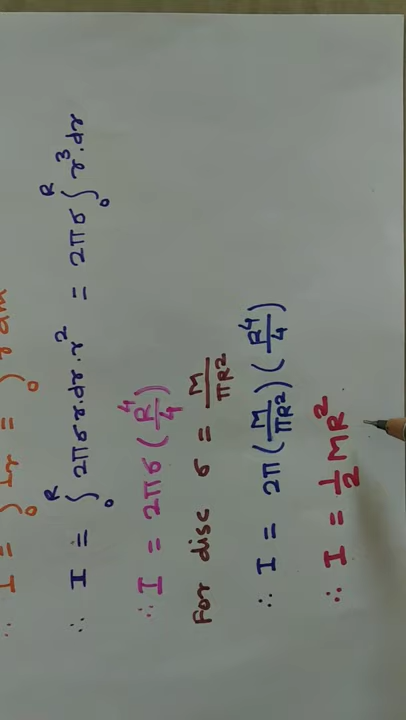 ∴ I = ∫₀ᴿ 2πσr.dr.r² = 2πσ ∫₀ᴿ r³.dr
∴ I = 2πσ (R⁴/4)
For disc σ = M/πR²
∴ I = 2π(M/πR²)(R⁴/4)
∴ I = 1/2 MR²